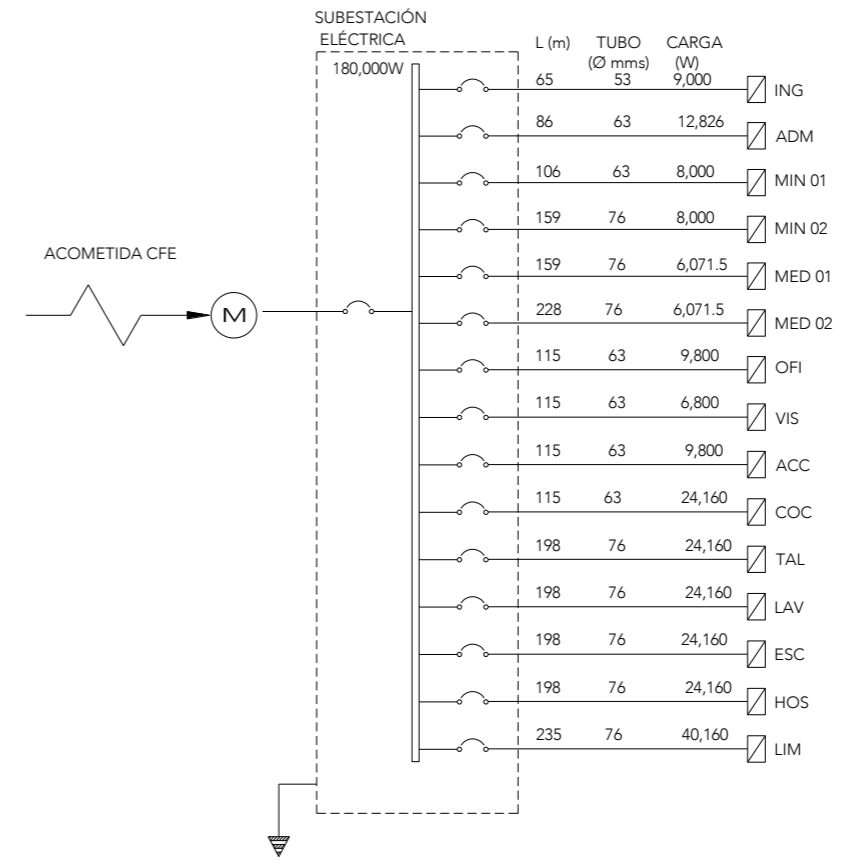 SUBESTACIÓN
ELÉCTRICA
L (m) TUBO CARGA
(Ø mms) (W)
180,000W
65 53 9,000 ING
86 63 12,826 ADM
106 63 8,000 MIN 01
159 76 8,000 MIN 02
ACOMETIDA CFE
159 76 6,071.5 MED 01
M
228 76 6,071.5 MED 02
115 63 9,800 OFI
115 63 6,800 VIS
115 63 9,800 ACC
115 63 24,160 COC
198 76 24,160 TAL
198 76 24,160 LAV
198 76 24,160 ESC
198 76 24,160 HOS
235 76 40,160 LIM